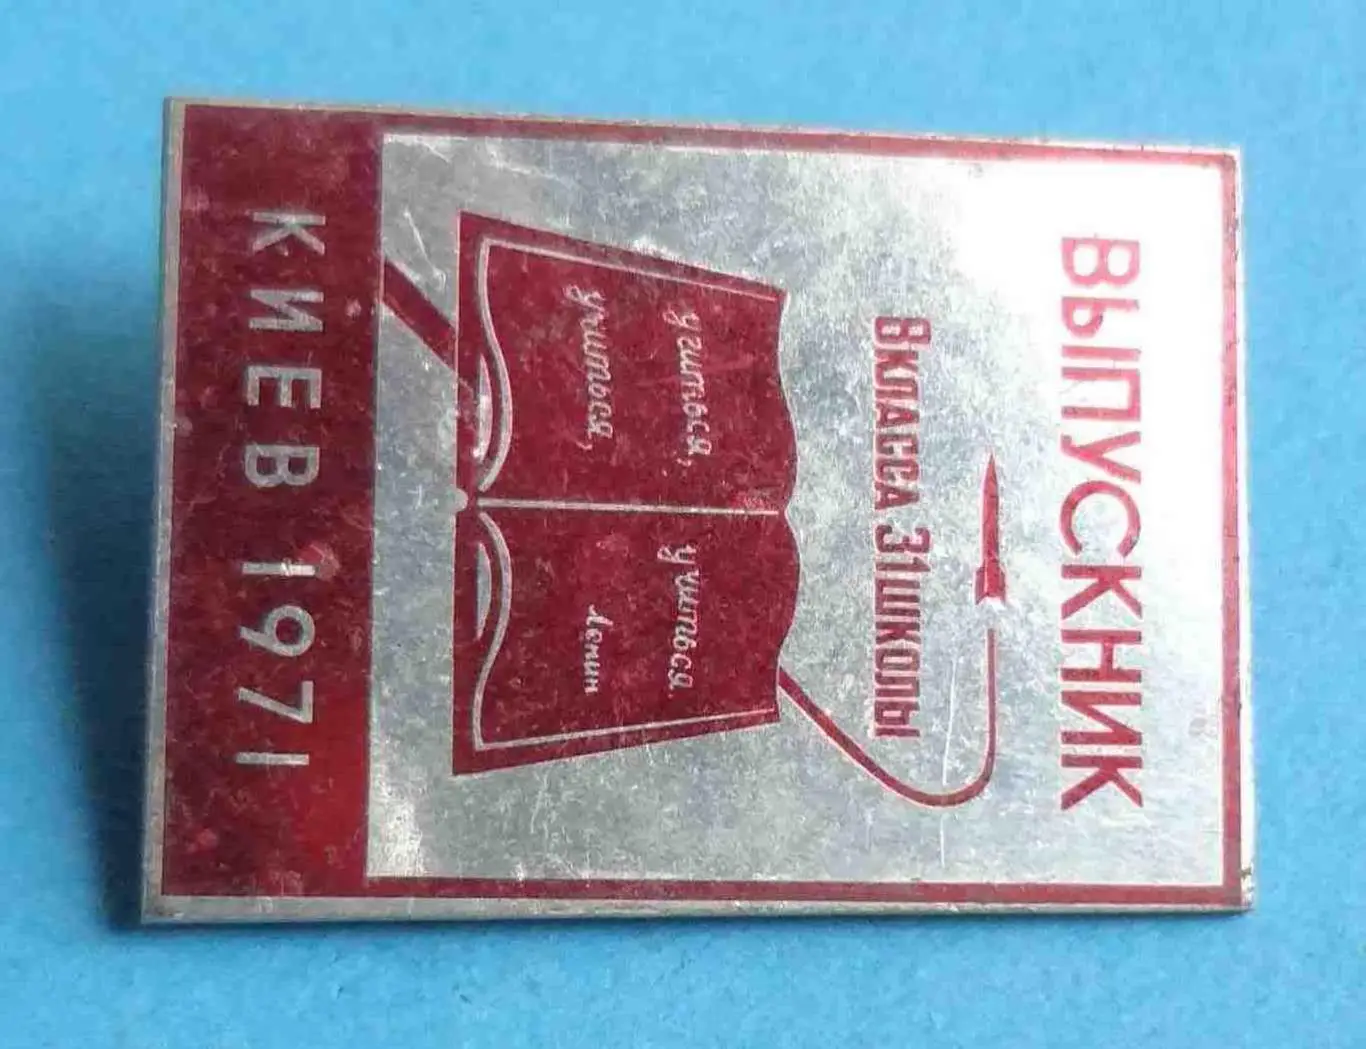 ВЫПУСКНИК
8 КЛАССА 31 ШКОЛЫ
учиться,
учиться,
учиться.
Ленин
КИЕВ 1971